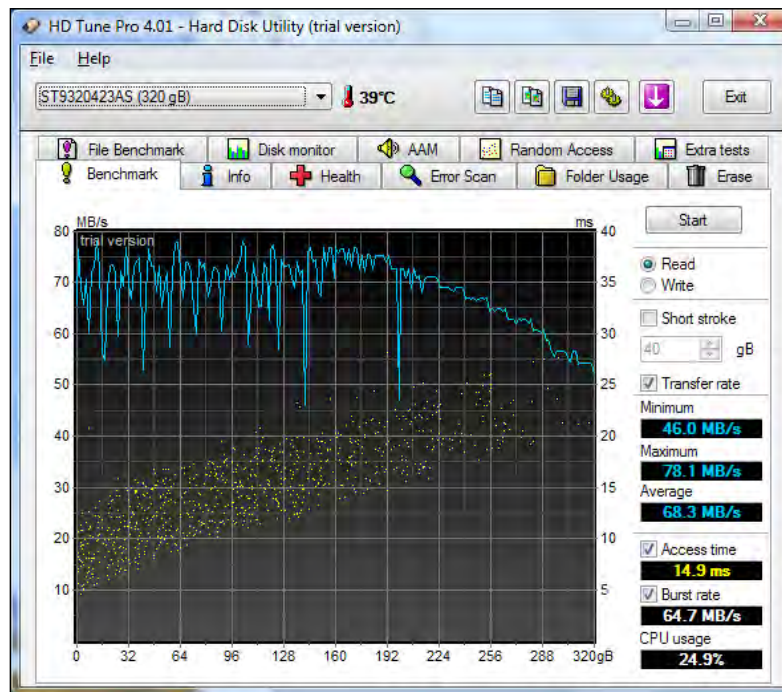 HD Tune Pro 4.01 - Hard Disk Utility (trial version)
File Help
ST9320423AS (320 gB) 39°C Exit
File Benchmark Disk monitor AAM Random Access Extra tests
Benchmark Info Health Error Scan Folder Usage Erase
MB/s ms
trial version
80
70
60
50
40
30
20
10
40
35
30
25
20
15
10
5
0 32 64 96 128 160 192 224 256 288 320gB
Start
Read
Write
Short stroke
40 gB
Transfer rate
Minimum
46.0 MB/s
Maximum
78.1 MB/s
Average
68.3 MB/s
Access time
14.9 ms
Burst rate
64.7 MB/s
CPU usage
24.9%